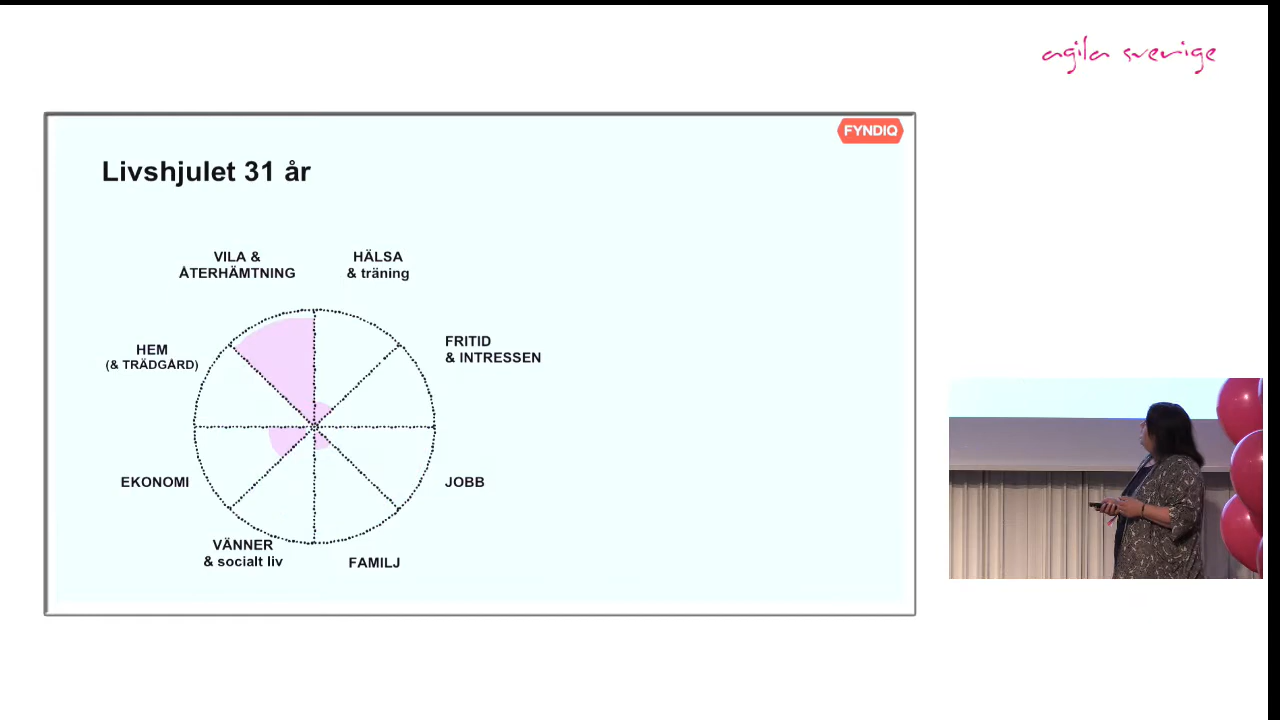 agila sverige
FYNDIQ
Livshjulet 31 år
VILA &
ÅTERHÄMTNING
HÄLSA
& träning
FRITID
& INTRESSEN
HEM
(& TRÄDGÅRD)
EKONOMI
JOBB
VÄNNER
& socialt liv
FAMILJ